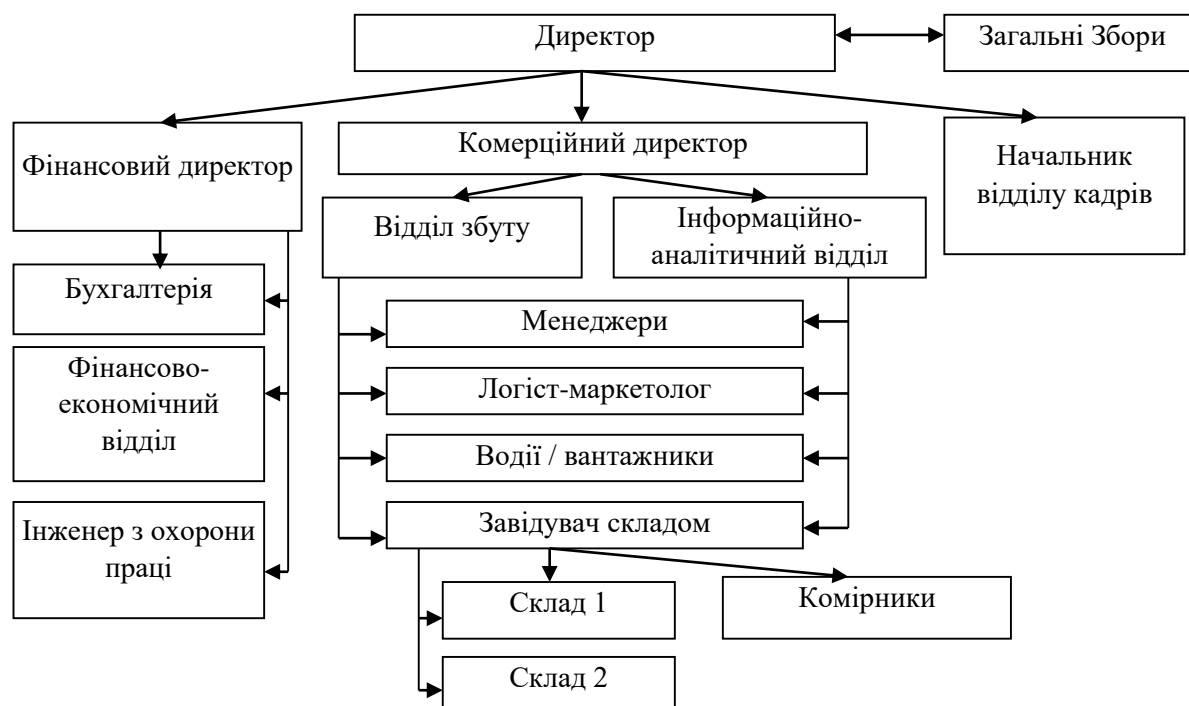 Директор
Загальні Збори
Фінансовий директор
Комерційний директор
Начальник
відділу кадрів
Відділ збуту
Інформаційно-
аналітичний відділ
Бухгалтерія
Менеджери
Фінансово-
економічний
відділ
Логіст-маркетолог
Водії / вантажники
Інженер з охорони
праці
Завідувач складом
Склад 1
Комірники
Склад 2